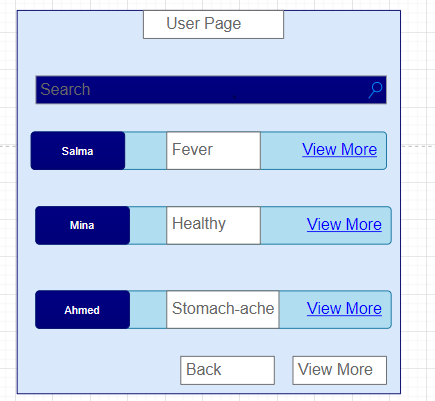 User Page
Search
Salma Fever View More
Mina Healthy View More
Ahmed Stomach-ache View More
Back View More